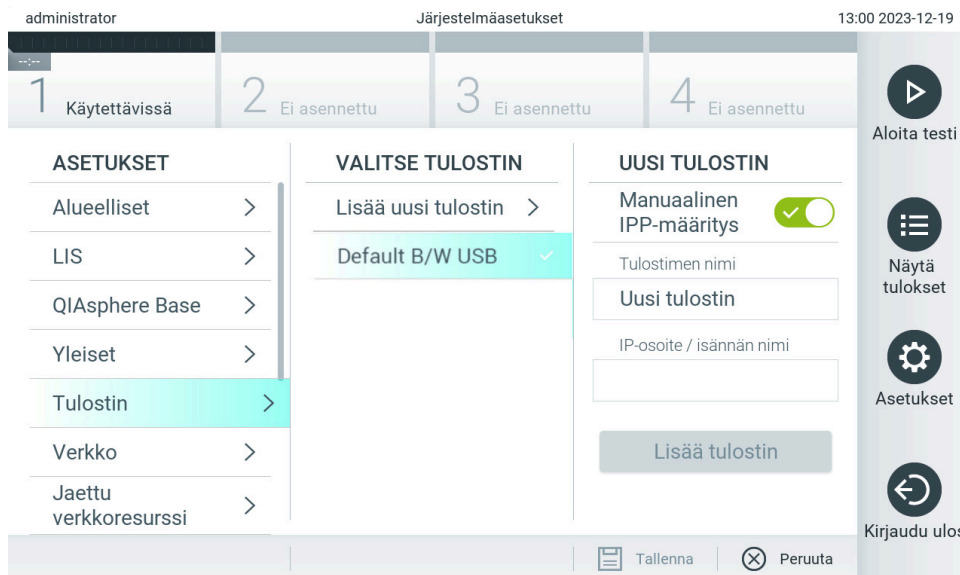 administrator
Järjestelmäasetukset
13:00 2023-12-19
--:--
1 Käytettävissä
2 Ei asennettu
3 Ei asennettu
4 Ei asennettu
Aloita testi
Näytä
tulokset
Asetukset
Kirjaudu ulos
ASETUKSET
Alueelliset
LIS
QIAsphere Base
Yleiset
Tulostin
Verkko
Jaettu
verkkoresurssi
VALITSE TULOSTIN
Lisää uusi tulostin
Default B/W USB
UUSI TULOSTIN
Manuaalinen
IPP-määritys
Tulostimen nimi
Uusi tulostin
IP-osoite / isännän nimi
Lisää tulostin
Tallenna
Peruuta